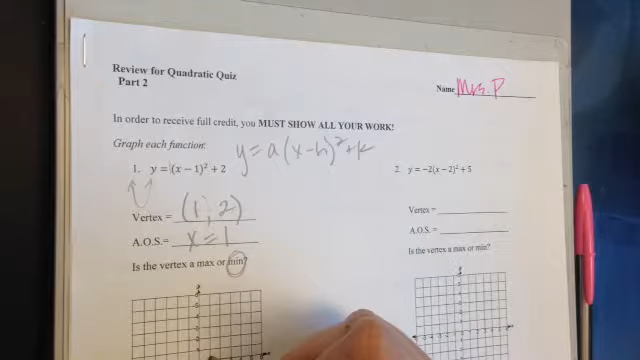 Review for Quadratic Quiz
Part 2
Name Mrs. P
In order to receive full credit, you MUST SHOW ALL YOUR WORK!
Graph each function:
y = a(x-h)² + k
1. y = (x − 1)² + 2
Vertex = (1, 2)
A.O.S.= x = 1
Is the vertex a max or min?
2. y = −2(x − 2)² + 5
Vertex =
A.O.S. =
Is the vertex a max or min?